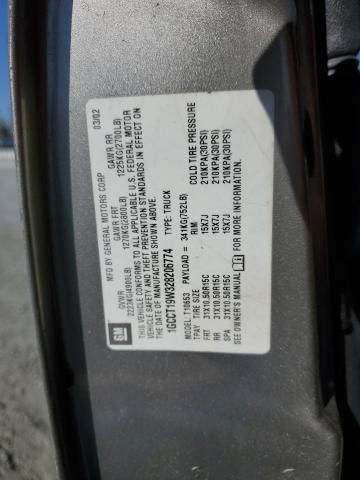 GM MFD BY GENERAL MOTORS CORP 03/02
GVWR GAWR FRT GAWR RR
2223KG(4900LB) 1270KG(2800LB) 1225KG(2700LB)
THIS VEHICLE CONFORMS TO ALL APPLICABLE U.S. FEDERAL MOTOR
VEHICLE SAFETY AND THEFT PREVENTION STANDARDS IN EFFECT ON
THE DATE OF MANUFACTURE SHOWN ABOVE.
1GCCT19W328206774 TYPE: TRUCK
MODEL: T10653 PAYLOAD = 341KG(752LB)
TPAY TIRE SIZE RIM COLD TIRE PRESSURE
FRT 31X10.50R15C 15X7J 210KPA(30PSI)
RR 31X10.50R15C 15X7J 210KPA(30PSI)
SPA 31X10.50R15C 15X7J 210KPA(30PSI)
SEE OWNER'S MANUAL FOR MORE INFORMATION.